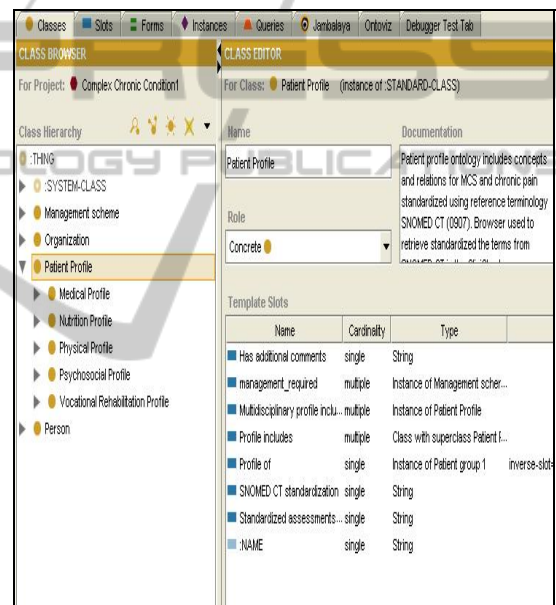 Classes Slots Forms Instances Queries Jambalaya Ontoviz Debugger Test Tab
CLASS BROWSER
For Project: Complex Chronic Condition1
Class Hierarchy
:THING
:SYSTEM-CLASS
Management scheme
Organization
Patient Profile
Medical Profile
Nutrition Profile
Physical Profile
Psychosocial Profile
Vocational Rehabilitation Profile
Person
CLASS EDITOR
For Class: Patient Profile (instance of :STANDARD-CLASS)
Name
Patient Profile
Role
Concrete
Documentation
Patient profile ontology includes concepts
and relations for MCS and chronic pain
standardized using reference terminology
SNOMED CT (0907). Browser used to
retrieve standardized the terms from
Template Slots
Name Cardinality Type
Has additional comments single String
management_required multiple Instance of Management scher...
Multidisciplinary profile inclu... multiple Instance of Patient Profile
Profile includes multiple Class with superclass Patient F...
Profile of single Instance of Patient group 1 inverse-slot=
SNOMED CT standardization single String
Standardized assessments... single String
:NAME single String